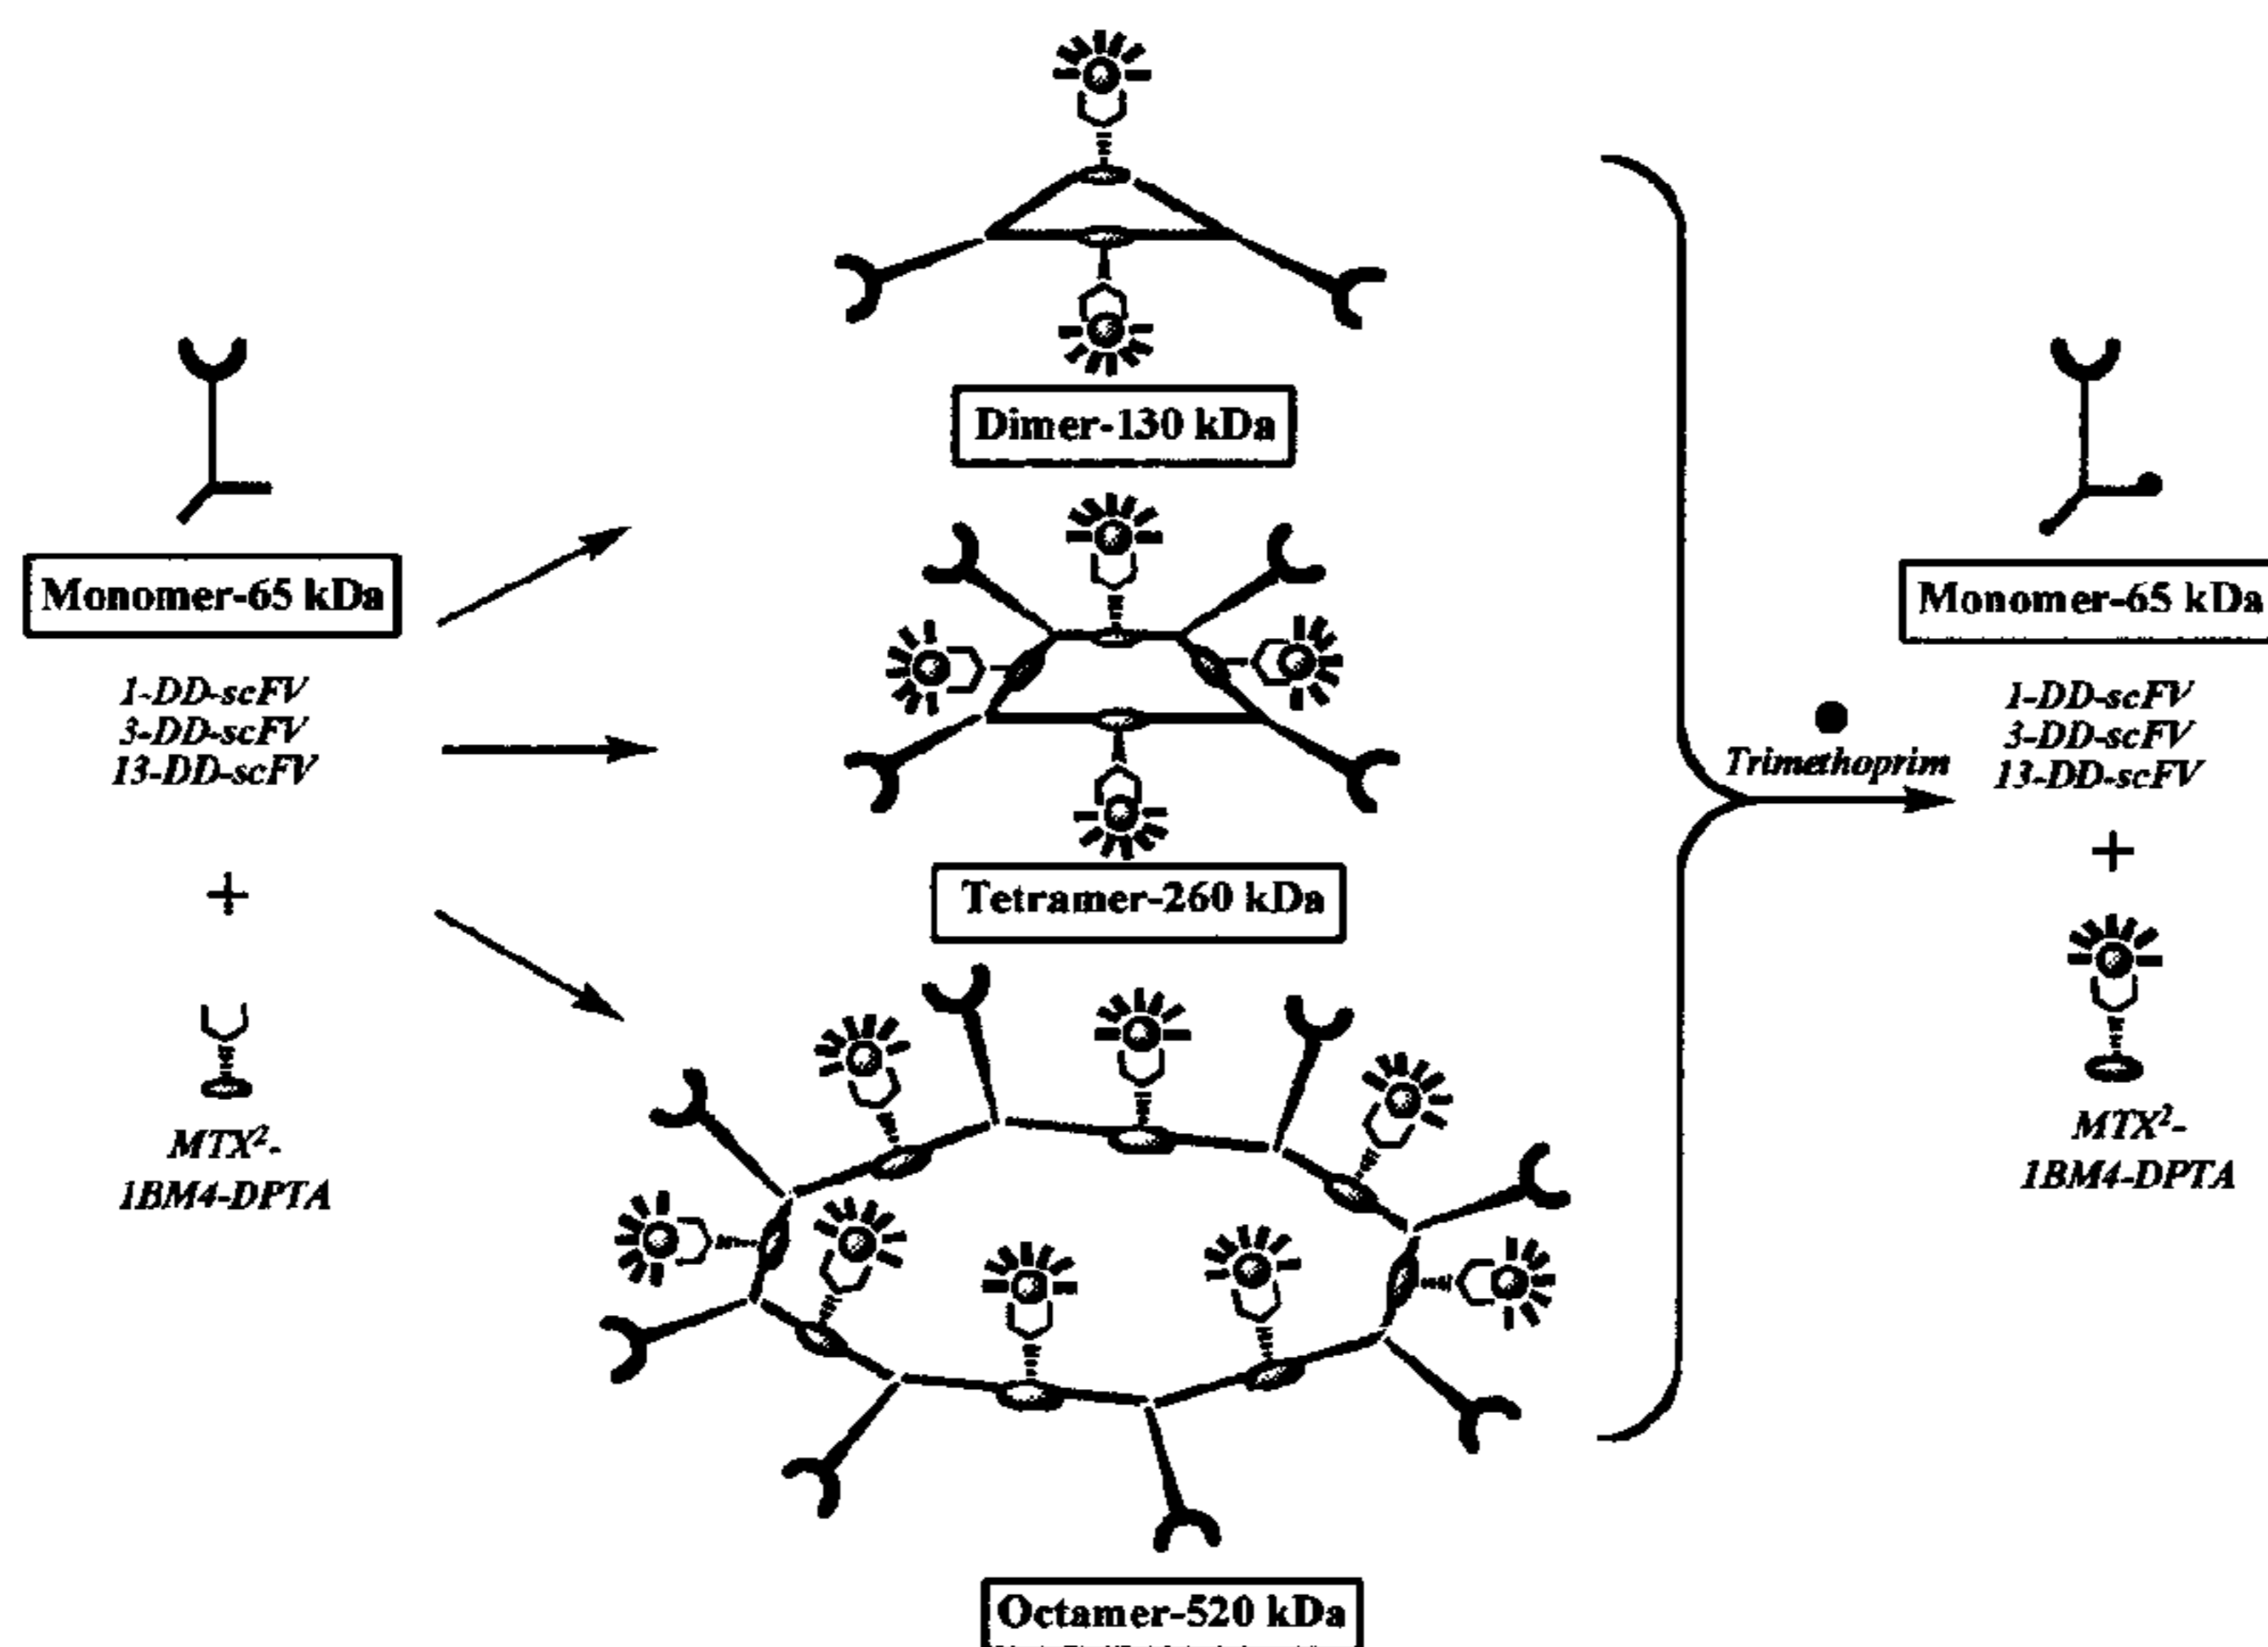 Monomer-65 kDa
1-DD-scFV
3-DD-scFV
13-DD-scFV
+
MTX²-
1BM4-DPTA
Dimer-130 kDa
Tetramer-260 kDa
Octamer-520 kDa
Trimethoprim
Monomer-65 kDa
1-DD-scFV
3-DD-scFV
13-DD-scFV
+
MTX²-
1BM4-DPTA